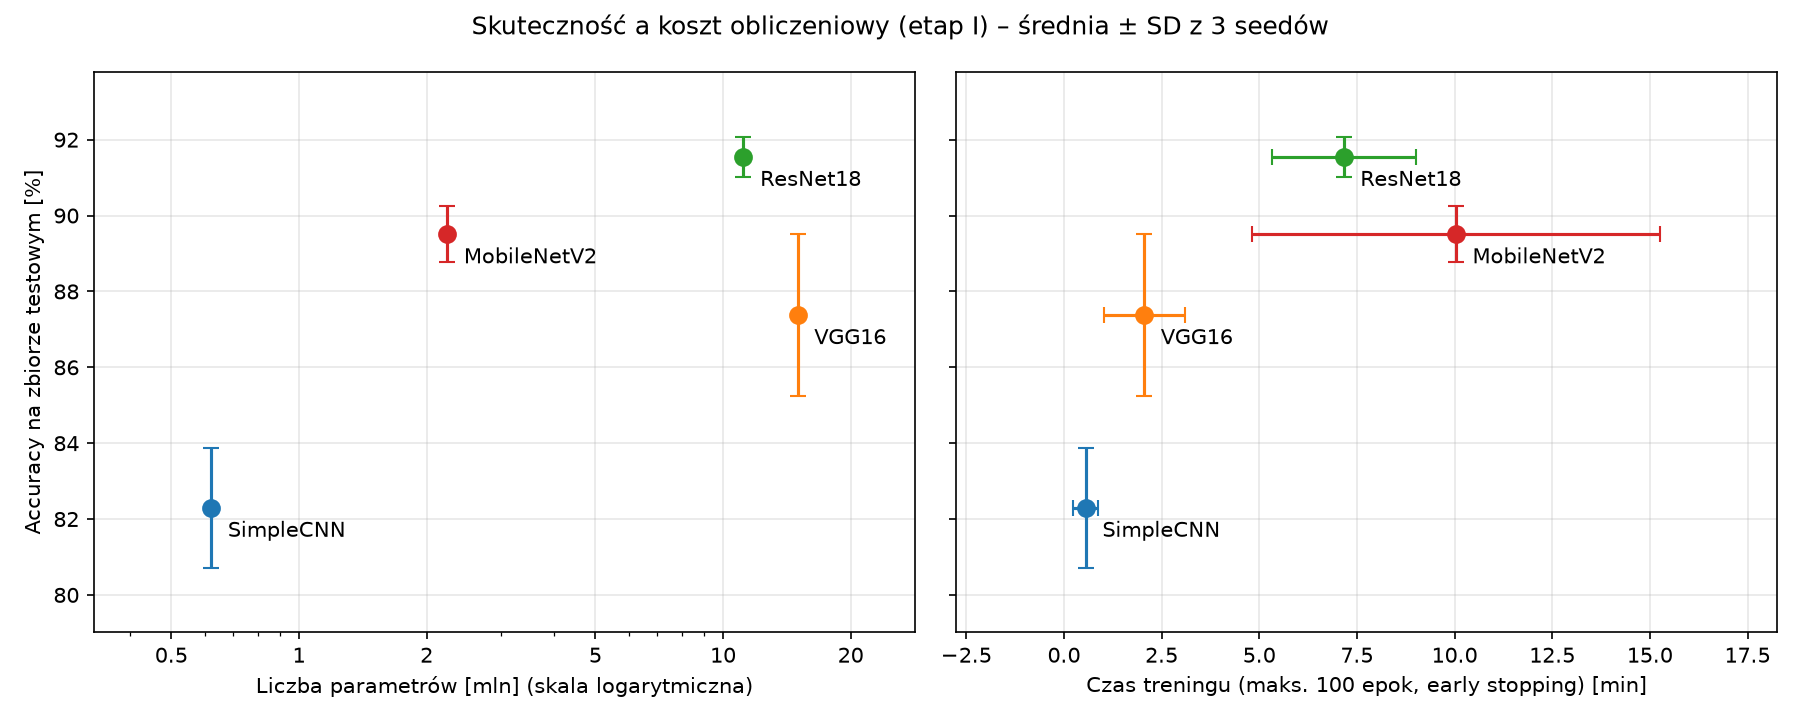 Skuteczność a koszt obliczeniowy (etap I) – średnia ± SD z 3 seedów
Accuracy na zbiorze testowym [%]
92
90
88
86
84
82
80
ResNet18
MobileNetV2
VGG16
SimpleCNN
0.5 1 2 5 10 20
Liczba parametrów [mln] (skala logarytmiczna)
ResNet18
MobileNetV2
VGG16
SimpleCNN
−2.5 0.0 2.5 5.0 7.5 10.0 12.5 15.0 17.5
Czas treningu (maks. 100 epok, early stopping) [min]